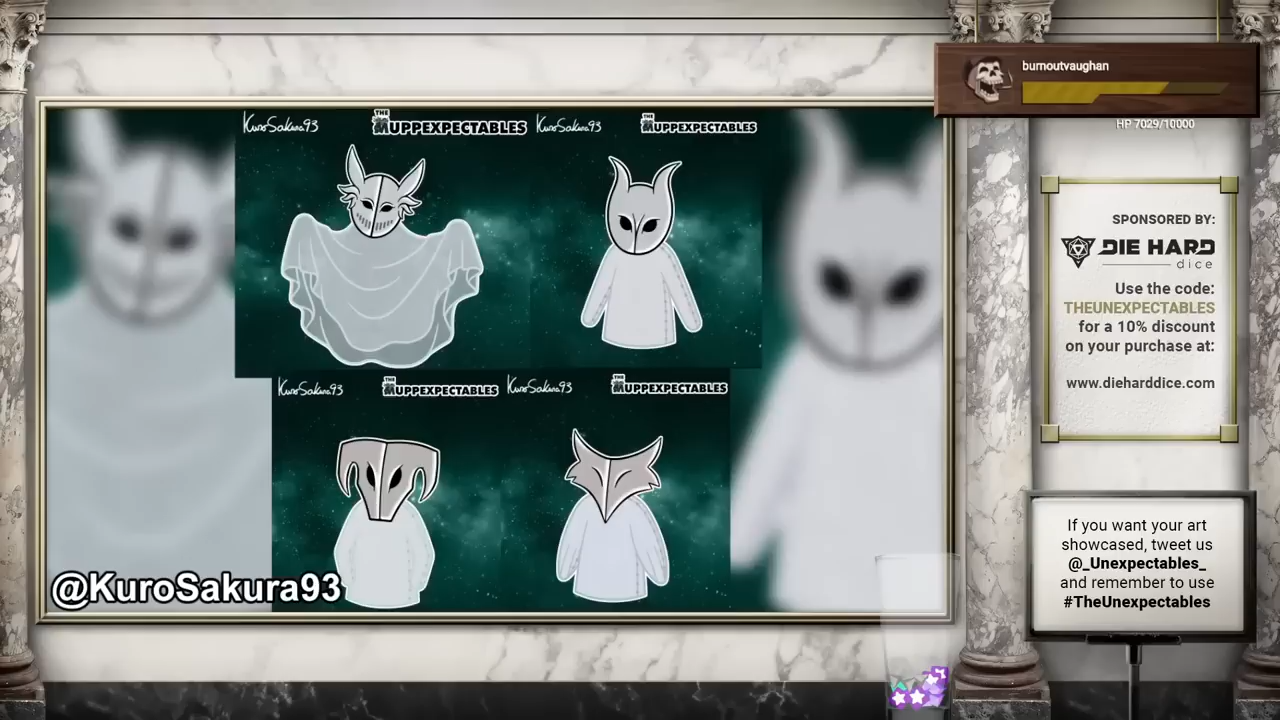 burnoutvaughan
HP 7029/10000
KuroSakura93
THE MUPPEXPECTABLES
KuroSakura93
THE MUPPEXPECTABLES
KuroSakura93
THE MUPPEXPECTABLES
KuroSakura93
THE MUPPEXPECTABLES
@KuroSakura93
SPONSORED BY:
DIE HARD
dice
Use the code:
THEUNEXPECTABLES
for a 10% discount
on your purchase at:
www.dieharddice.com
If you want your art
showcased, tweet us
@_Unexpectables_
and remember to use
#TheUnexpectables